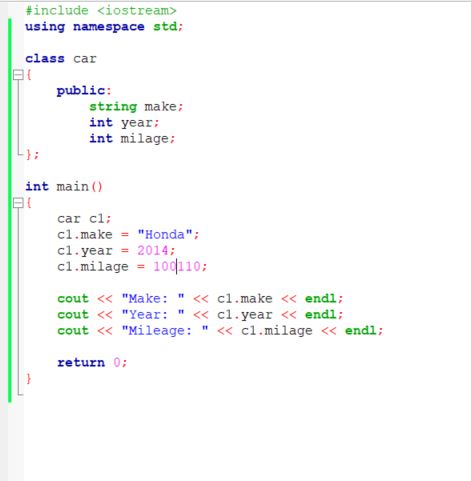 #include <iostream>
using namespace std;
class car
{
public:
string make;
int year;
int milage;
};
int main()
{
car c1;
c1.make = "Honda";
c1.year = 2014;
c1.milage = 100110;
cout << "Make: " << c1.make << endl;
cout << "Year: " << c1.year << endl;
cout << "Mileage: " << c1.milage << endl;
return 0;
}